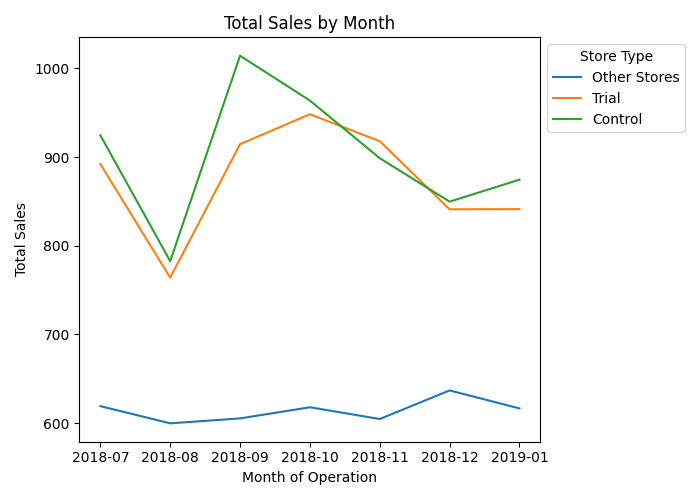 Total Sales by Month
Store Type
Other Stores
Trial
Control
Total Sales
1000
900
800
700
600
2018-07 2018-08 2018-09 2018-10 2018-11 2018-12 2019-01
Month of Operation